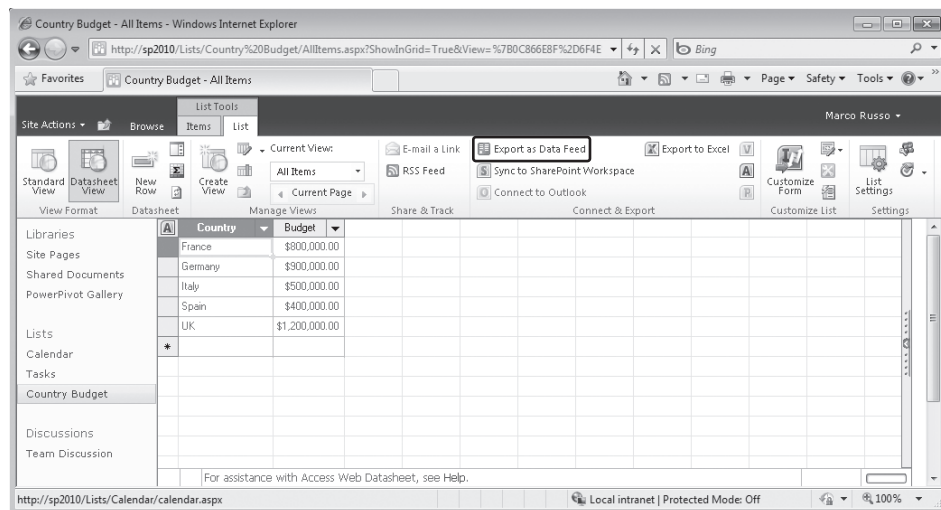 Country Budget - All Items - Windows Internet Explorer
http://sp2010/Lists/Country%20Budget/AllItems.aspx?ShowInGrid=True&View=%7B0C866E8F%2D6F4E
Bing
Favorites Country Budget - All Items Page Safety Tools
List Tools
Marco Russo
Site Actions Browse Items List
Standard View
Datasheet View
New Row
Create View
Current View:
All Items
Current Page
E-mail a Link
RSS Feed
Export as Data Feed
Sync to SharePoint Workspace
Connect to Outlook
Export to Excel
Customize Form
List Settings
View Format Datasheet Manage Views Share & Track Connect & Export Customize List Settings
Libraries
Site Pages
Shared Documents
PowerPivot Gallery
Lists
Calendar
Tasks
Country Budget
Discussions
Team Discussion
Country Budget
France $800,000.00
Germany $900,000.00
Italy $500,000.00
Spain $400,000.00
UK $1,200,000.00
*
For assistance with Access Web Datasheet, see Help.
http://sp2010/Lists/Calendar/calendar.aspx Local intranet | Protected Mode: Off 100%